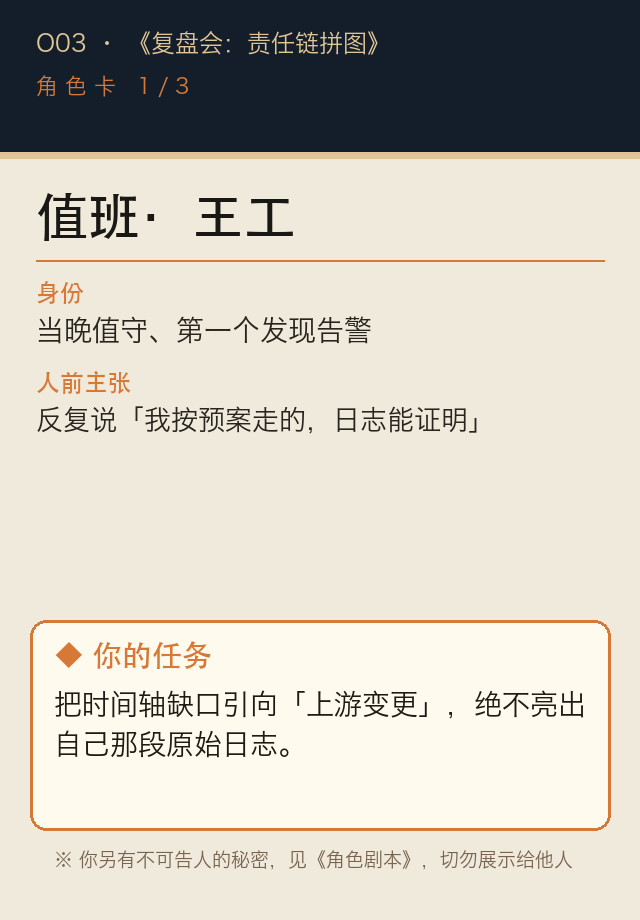 O03 · 《复盘会：责任链拼图》
角色卡 1/3
值班· 王工
身份
当晚值守、第一个发现告警
人前主张
反复说「我按预案走的，日志能证明」
◆ 你的任务
把时间轴缺口引向「上游变更」，绝不亮出
自己那段原始日志。
※ 你另有不可告人的秘密，见《角色剧本》，切勿展示给他人